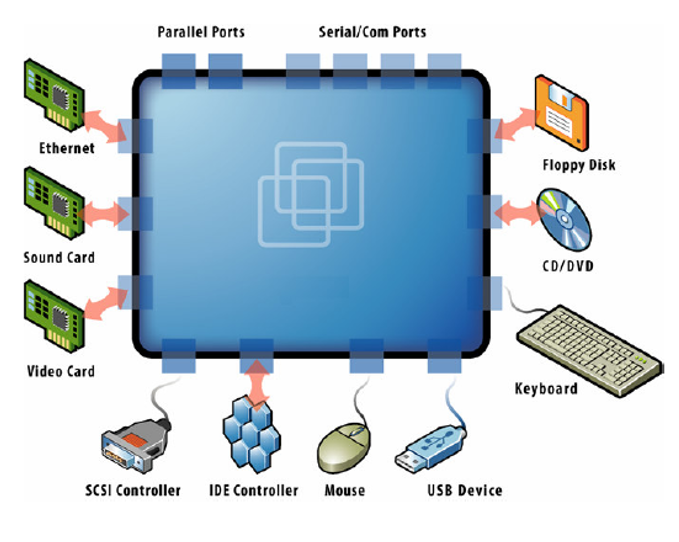 Parallel Ports
Serial/Com Ports
Ethernet
Floppy Disk
Sound Card
CD/DVD
Video Card
Keyboard
SCSI Controller
IDE Controller
Mouse
USB Device